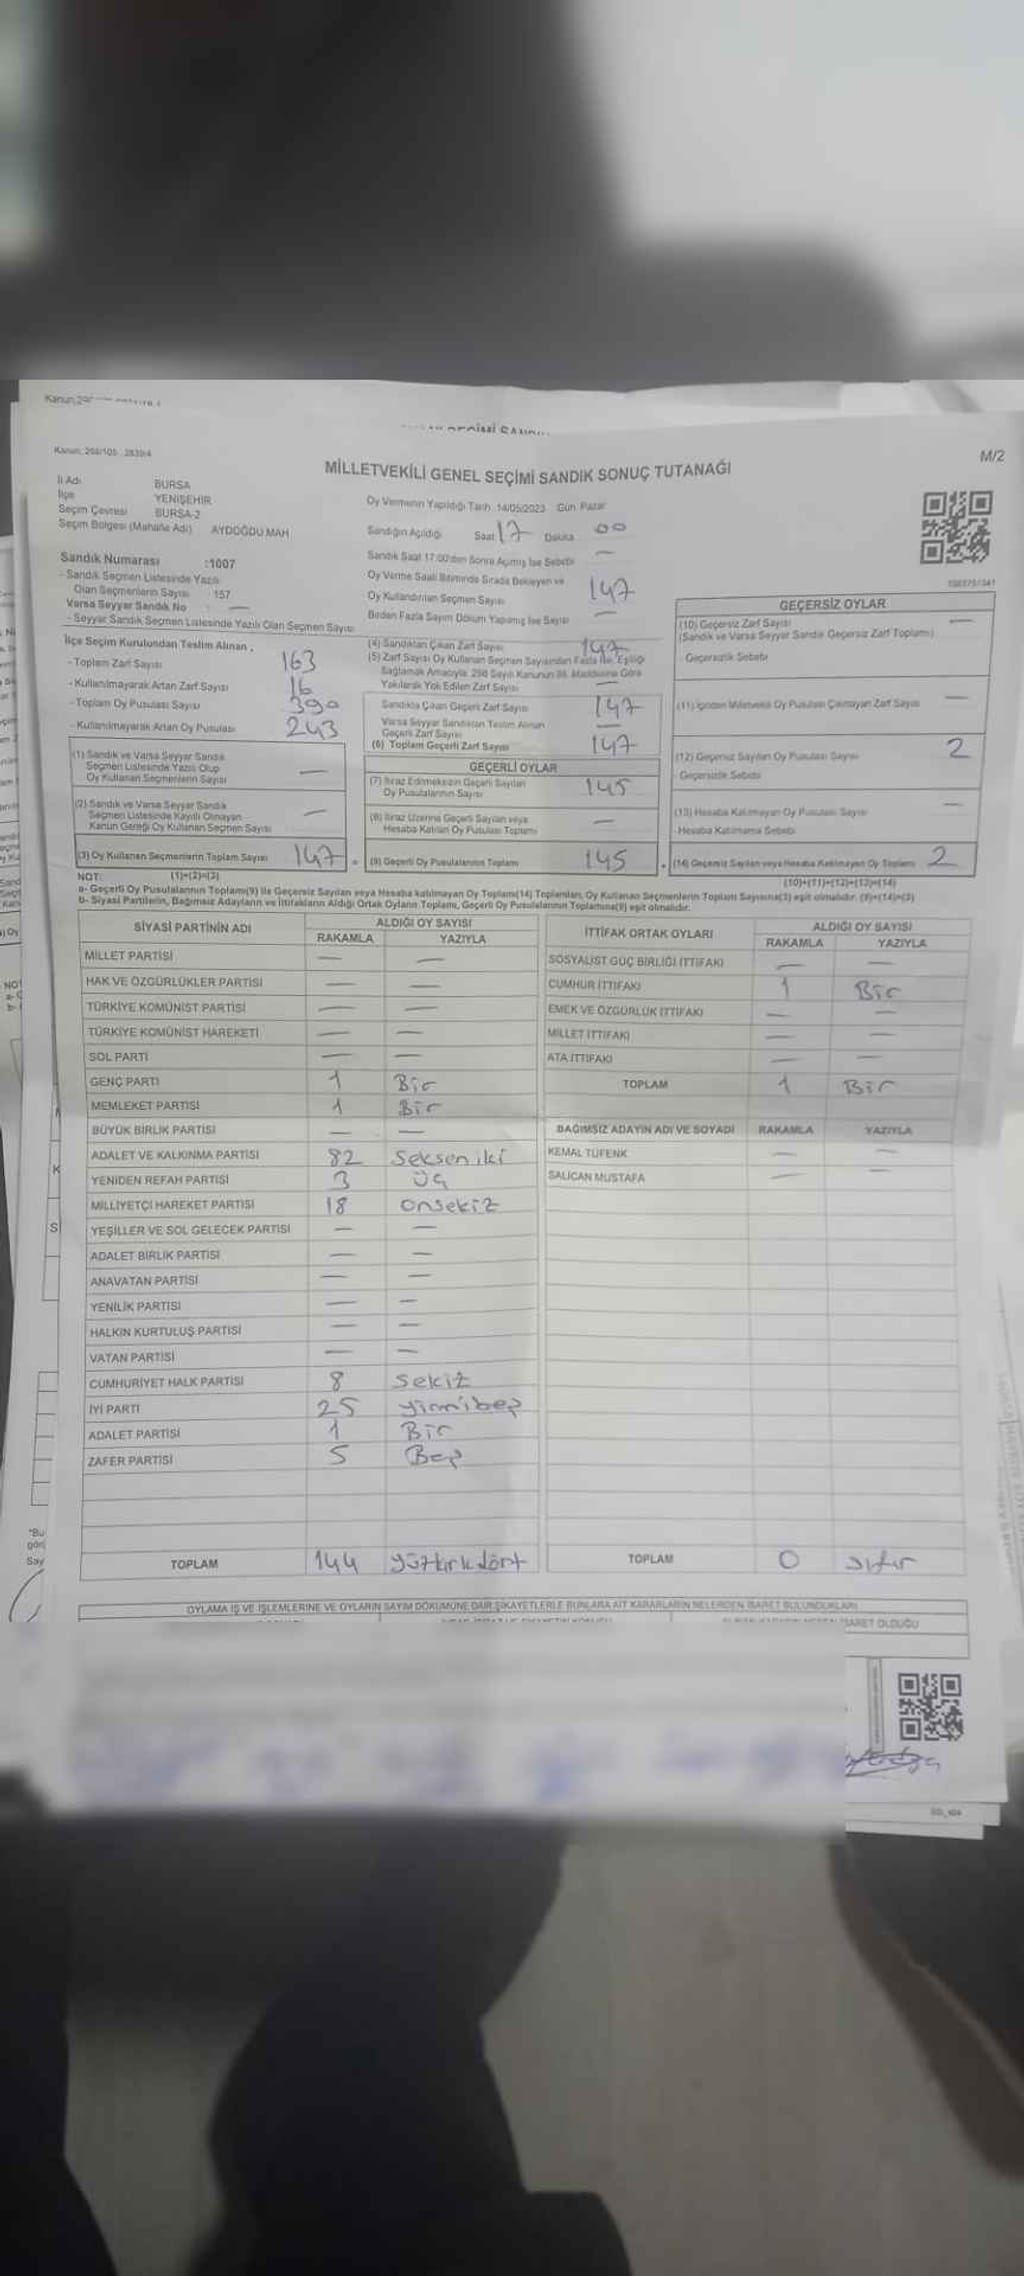 Kanun: 298/105 . 2839/4
M/2
MİLLETVEKİLİ GENEL SEÇİMİ SANDIK SONUÇ TUTANAĞI
İl Adı BURSA
İlçe YENİŞEHİR
Seçim Çevresi BURSA-2
Seçim Bölgesi (Mahalle Adı) AYDOĞDU MAH
Oy Vermenin Yapıldığı Tarih 14/05/2023 Gün Pazar
Sandığın Açıldığı Saat 17 Dakika 00
Sandık Saat 17:00'den Sonra Açılmış İse Sebebi —
Oy Verme Saati Bitiminde Sırada Bekleyen ve
Oy Kullandırılan Seçmen Sayısı 147
Birden Fazla Sayım Döküm Yapılmış İse Sayısı —
Sandık Numarası :1007
- Sandık Seçmen Listesinde Yazılı
Olan Seçmenlerin Sayısı 157
Varsa Seyyar Sandık No : —
- Seyyar Sandık Seçmen Listesinde Yazılı Olan Seçmen Sayısı
İlçe Seçim Kurulundan Teslim Alınan ,
- Toplam Zarf Sayısı 163
- Kullanılmayarak Artan Zarf Sayısı 16
- Toplam Oy Pusulası Sayısı 390
- Kullanılmayarak Artan Oy Pusulası 243
(1) Sandık ve Varsa Seyyar Sandık
Seçmen Listesinde Yazılı Olup
Oy Kullanan Seçmenlerin Sayısı —
(2) Sandık ve Varsa Seyyar Sandık
Seçmen Listesinde Kayıtlı Olmayan
Kanun Gereği Oy Kullanan Seçmen Sayısı —
(3) Oy Kullanan Seçmenlerin Toplam Sayısı 147
(4) Sandıktan Çıkan Zarf Sayısı 147
(5) Zarf Sayısı Oy Kullanan Seçmen Sayısından Fazla İse, Eşitliği
Sağlamak Amacıyla, 298 Sayılı Kanunun 98. Maddesine Göre
Yakılarak Yok Edilen Zarf Sayısı —
Sandıkta Çıkan Geçerli Zarf Sayısı 147
Varsa Seyyar Sandıktan Teslim Alınan
Geçerli Zarf Sayısı —
(6) Toplam Geçerli Zarf Sayısı 147
GEÇERLİ OYLAR
(7) İtiraz Edilmeksizin Geçerli Sayılan
Oy Pusulalarının Sayısı 145
(8) İtiraz Üzerine Geçerli Sayılan veya
Hesaba Katılan Oy Pusulası Toplamı —
(9) Geçerli Oy Pusulalarının Toplamı 145
GEÇERSİZ OYLAR
(10) Geçersiz Zarf Sayısı —
(Sandık ve Varsa Seyyar Sandık Geçersiz Zarf Toplamı)
- Geçersizlik Sebebi
(11) İçinden Milletvekili Oy Pusulası Çıkmayan Zarf Sayısı —
(12) Geçersiz Sayılan Oy Pusulası Sayısı 2
- Geçersizlik Sebebi
(13) Hesaba Katılmayan Oy Pusulası Sayısı —
- Hesaba Katılmama Sebebi
(14) Geçersiz Sayılan veya Hesaba Katılmayan Oy Toplamı 2
NOT: (1)+(2)=(3) (10)+(11)+(12)+(13)=(14)
a- Geçerli Oy Pusulalarının Toplamı(9) ile Geçersiz Sayılan veya Hesaba katılmayan Oy Toplamı(14) Toplamları, Oy Kullanan Seçmenlerin Toplam Sayısına(3) eşit olmalıdır. (9)+(14)=(3)
b- Siyasi Partilerin, Bağımsız Adayların ve İttifakların Aldığı Ortak Oyların Toplamı, Geçerli Oy Pusulalarının Toplamına(9) eşit olmalıdır.
SİYASİ PARTİNİN ADI ALDIĞI OY SAYISI
RAKAMLA YAZIYLA
MİLLET PARTİSİ — —
HAK VE ÖZGÜRLÜKLER PARTİSİ — —
TÜRKİYE KOMÜNİST PARTİSİ — —
TÜRKİYE KOMÜNİST HAREKETİ — —
SOL PARTİ — —
GENÇ PARTİ 1 Bir
MEMLEKET PARTİSİ 1 Bir
BÜYÜK BİRLİK PARTİSİ — —
ADALET VE KALKINMA PARTİSİ 82 Seksen iki
YENİDEN REFAH PARTİSİ 3 Üç
MİLLİYETÇİ HAREKET PARTİSİ 18 onsekiz
YEŞİLLER VE SOL GELECEK PARTİSİ — —
ADALET BİRLİK PARTİSİ — —
ANAVATAN PARTİSİ — —
YENİLİK PARTİSİ — —
HALKIN KURTULUŞ PARTİSİ — —
VATAN PARTİSİ — —
CUMHURİYET HALK PARTİSİ 8 sekiz
İYİ PARTİ 25 yirmibeş
ADALET PARTİSİ 1 Bir
ZAFER PARTİSİ 5 Beş
TOPLAM 144 yüzkırkdört
İTTİFAK ORTAK OYLARI ALDIĞI OY SAYISI
RAKAMLA YAZIYLA
SOSYALİST GÜÇ BİRLİĞİ İTTİFAKI — —
CUMHUR İTTİFAKI 1 Bir
EMEK VE ÖZGÜRLÜK İTTİFAKI — —
MİLLET İTTİFAKI — —
ATA İTTİFAKI — —
TOPLAM 1 Bir
BAĞIMSIZ ADAYIN ADI VE SOYADI RAKAMLA YAZIYLA
KEMAL TÜFENK — —
SALİCAN MUSTAFA — —
TOPLAM 0 sıfır
OYLAMA İŞ VE İŞLEMLERİNE VE OYLARIN SAYIM DÖKÜMÜNE DAİR ŞİKAYETLERLE BUNLARA AİT KARARLARIN NELERDEN İBARET BULUNDUKLARI